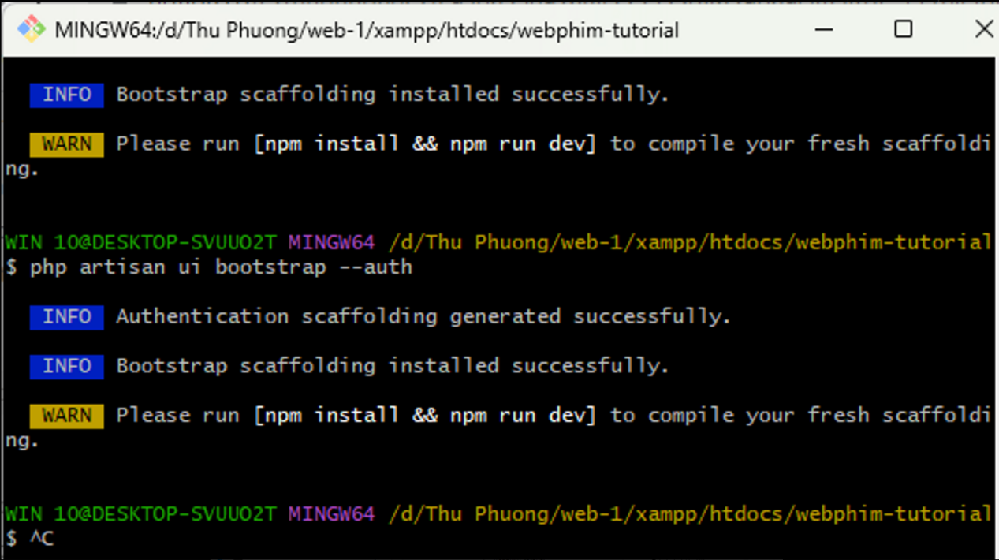 MINGW64:/d/Thu Phuong/web-1/xampp/htdocs/webphim-tutorial
INFO Bootstrap scaffolding installed successfully.
WARN Please run [npm install && npm run dev] to compile your fresh scaffoldi
ng.
WIN 10@DESKTOP-SVUUO2T MINGW64 /d/Thu Phuong/web-1/xampp/htdocs/webphim-tutorial
$ php artisan ui bootstrap --auth
INFO Authentication scaffolding generated successfully.
INFO Bootstrap scaffolding installed successfully.
WARN Please run [npm install && npm run dev] to compile your fresh scaffoldi
ng.
WIN 10@DESKTOP-SVUUO2T MINGW64 /d/Thu Phuong/web-1/xampp/htdocs/webphim-tutorial
$ ^C